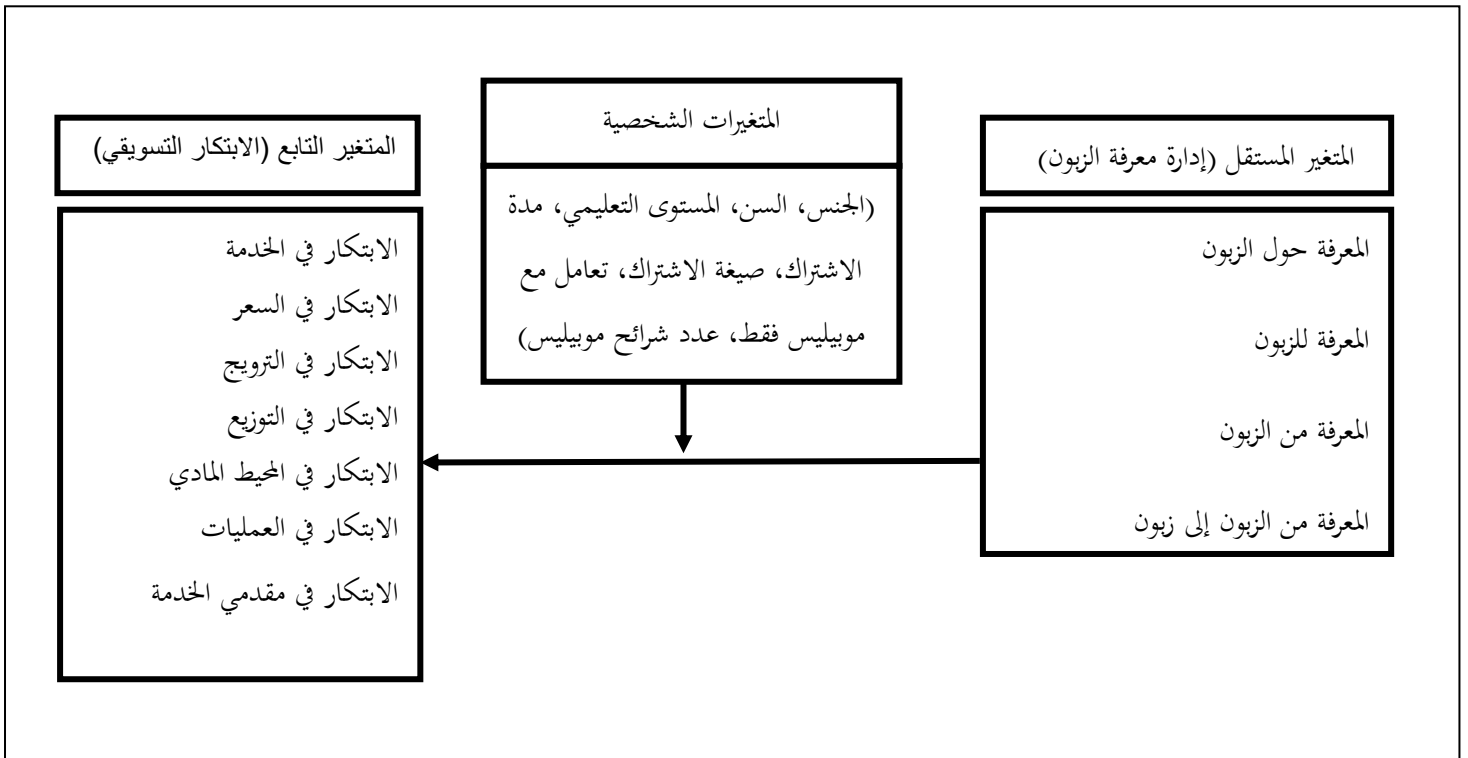 المتغير المستقل (إدارة معرفة الزبون)
المعرفة حول الزبون
المعرفة للزبون
المعرفة من الزبون
المعرفة من الزبون إلى زبون
المتغيرات الشخصية
(الجنس، السن، المستوى التعليمي، مدة
الاشتراك، صيغة الاشتراك، تعامل مع
موبيليس فقط، عدد شرائح موبيليس)
المتغير التابع (الابتكار التسويقي)
الابتكار في الخدمة
الابتكار في السعر
الابتكار في الترويج
الابتكار في التوزيع
الابتكار في المحيط المادي
الابتكار في العمليات
الابتكار في مقدمي الخدمة